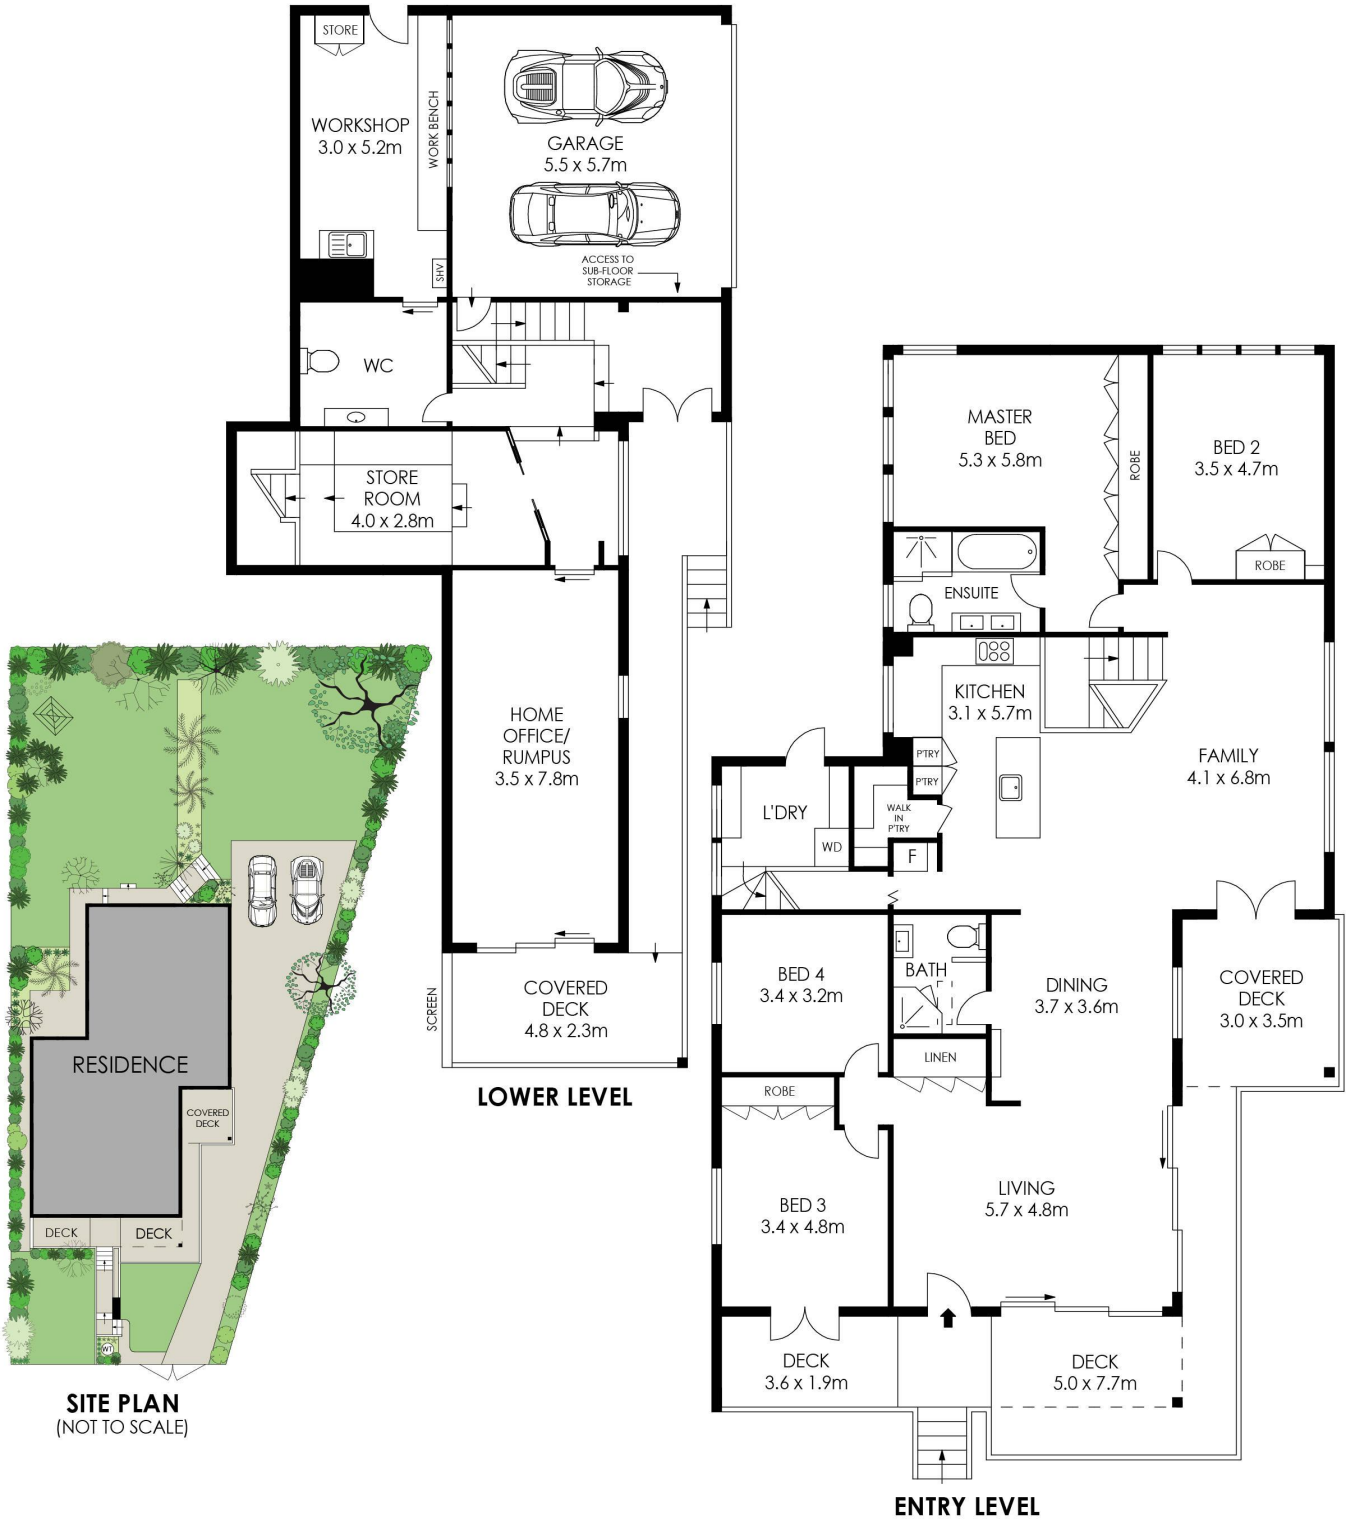 STORE
WORKSHOP
3.0 x 5.2m
WORK BENCH
GARAGE
5.5 x 5.7m
ACCESS TO
SUB-FLOOR
STORAGE
SHV
WC
STORE
ROOM
4.0 x 2.8m
HOME
OFFICE/
RUMPUS
3.5 x 7.8m
SCREEN
COVERED
DECK
4.8 x 2.3m
LOWER LEVEL
MASTER
BED
5.3 x 5.8m
ROBE
BED 2
3.5 x 4.7m
ROBE
ENSUITE
KITCHEN
3.1 x 5.7m
P'TRY
P'TRY
FAMILY
4.1 x 6.8m
L'DRY
WALK
IN
P'TRY
WD
F
BED 4
3.4 x 3.2m
BATH
DINING
3.7 x 3.6m
COVERED
DECK
3.0 x 3.5m
LINEN
ROBE
BED 3
3.4 x 4.8m
LIVING
5.7 x 4.8m
DECK
3.6 x 1.9m
DECK
5.0 x 7.7m
ENTRY LEVEL
RESIDENCE
COVERED
DECK
DECK
DECK
WT
SITE PLAN
(NOT TO SCALE)